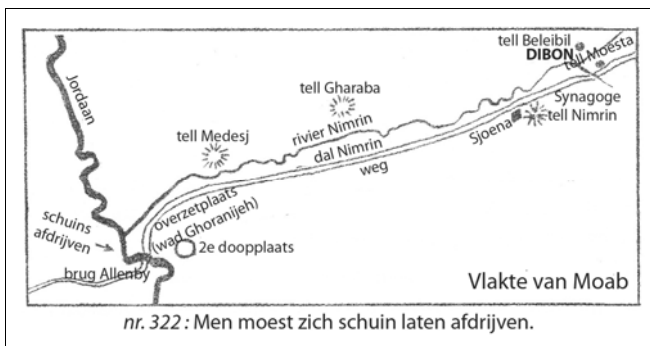 tell Beleibil
DIBON
tell Moesta
Jordaan
tell Gharaba
Synagoge
tell Nimrin
Sjoena
tell Medesj
rivier Nimrin
dal Nimrin
weg
overzetplaats
(wad Ghoranijeh)
schuins
afdrijven
2e doopplaats
brug Allenby
Vlakte van Moab
nr. 322: Men moest zich schuin laten afdrijven.